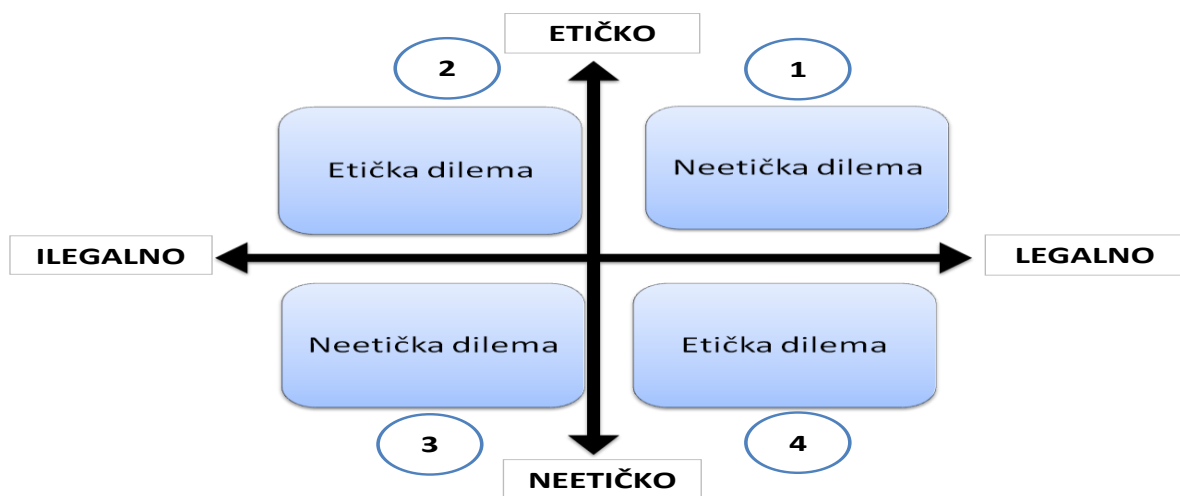 ETIČKO
2
1
Etička dilema
Neetička dilema
ILEGALNO
LEGALNO
Neetička dilema
Etička dilema
3
4
NEETIČKO